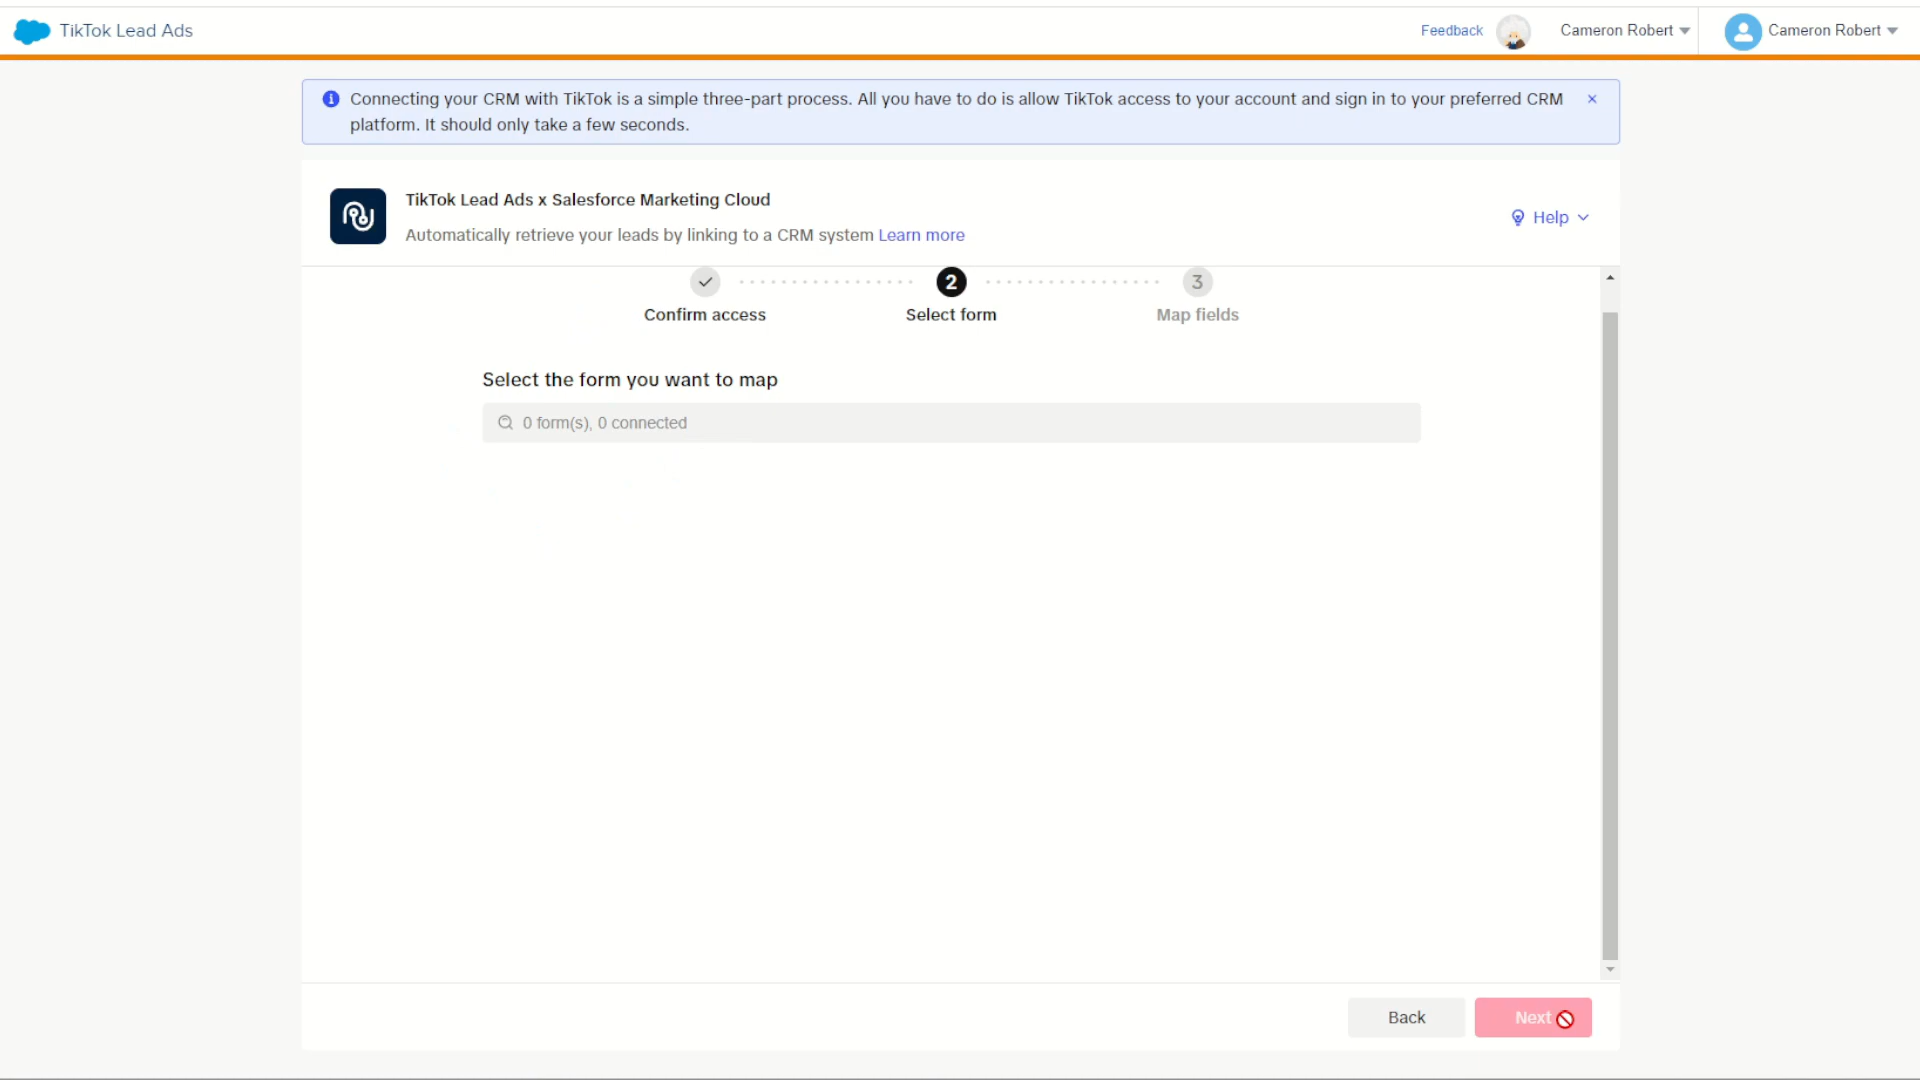 TikTok Lead Ads
Feedback
Cameron Robert
Cameron Robert
Connecting your CRM with TikTok is a simple three-part process. All you have to do is allow TikTok access to your account and sign in to your preferred CRM
platform. It should only take a few seconds.
TikTok Lead Ads x Salesforce Marketing Cloud
Automatically retrieve your leads by linking to a CRM system Learn more
Help
2
3
Confirm access
Select form
Map fields
Select the form you want to map
0 form(s), 0 connected
Back
Next